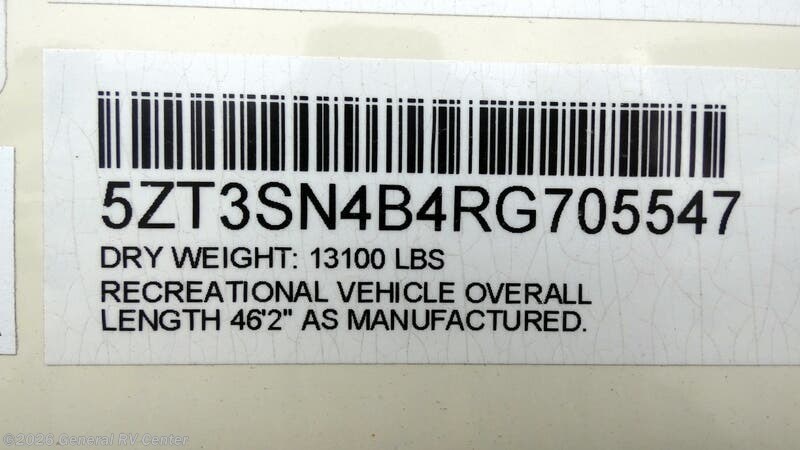 5ZT3SN4B4RG705547
DRY WEIGHT: 13100 LBS
RECREATIONAL VEHICLE OVERALL
LENGTH 46'2" AS MANUFACTURED.
©2025 General RV Center